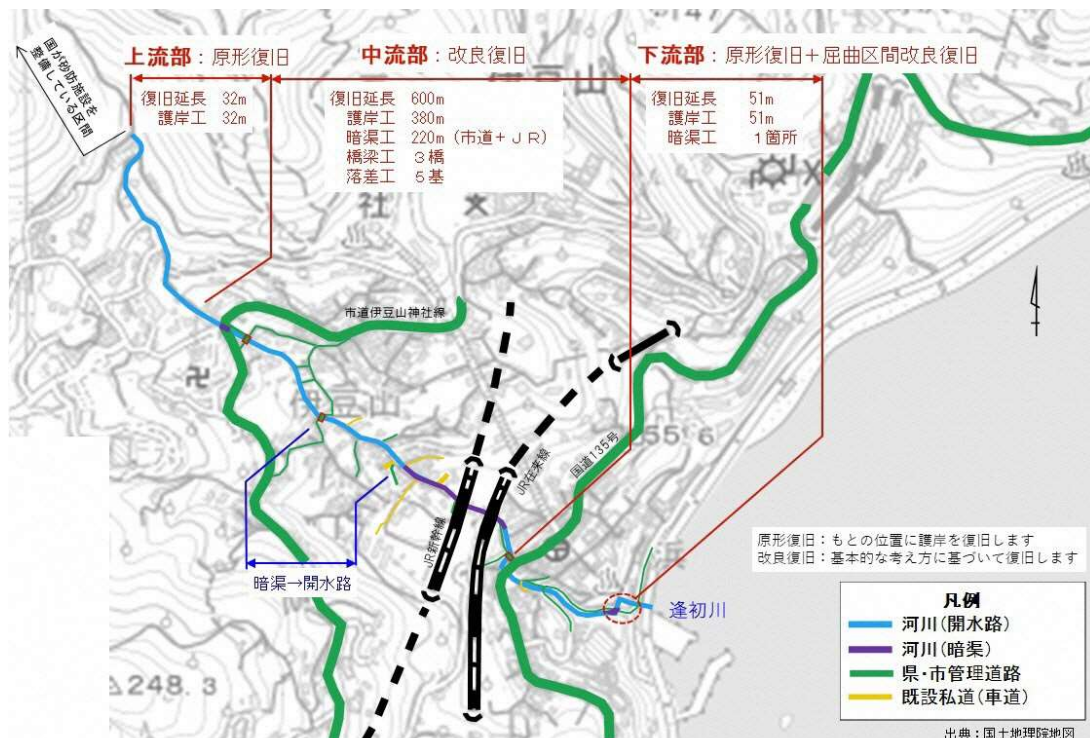 国が砂防施設を
整備している区間
上流部：原形復旧
復旧延長 32m
護岸工 32m
中流部：改良復旧
復旧延長 600m
護岸工 380m
暗渠工 220m（市道+ＪＲ）
橋梁工 3橋
落差工 5基
下流部：原形復旧+屈曲区間改良復旧
復旧延長 51m
護岸工 51m
暗渠工 1箇所
伊豆山
社
市道伊豆山神社線
卍
伊豆山
55.6
国道135号
JR在来線
JR新幹線
浜
暗渠→開水路
逢初川
△248.3
原形復旧：もとの位置に護岸を復旧します
改良復旧：基本的な考え方に基づいて復旧します
凡例
河川(開水路)
河川(暗渠)
県・市管理道路
既設私道(車道)
出典：国土地理院地図